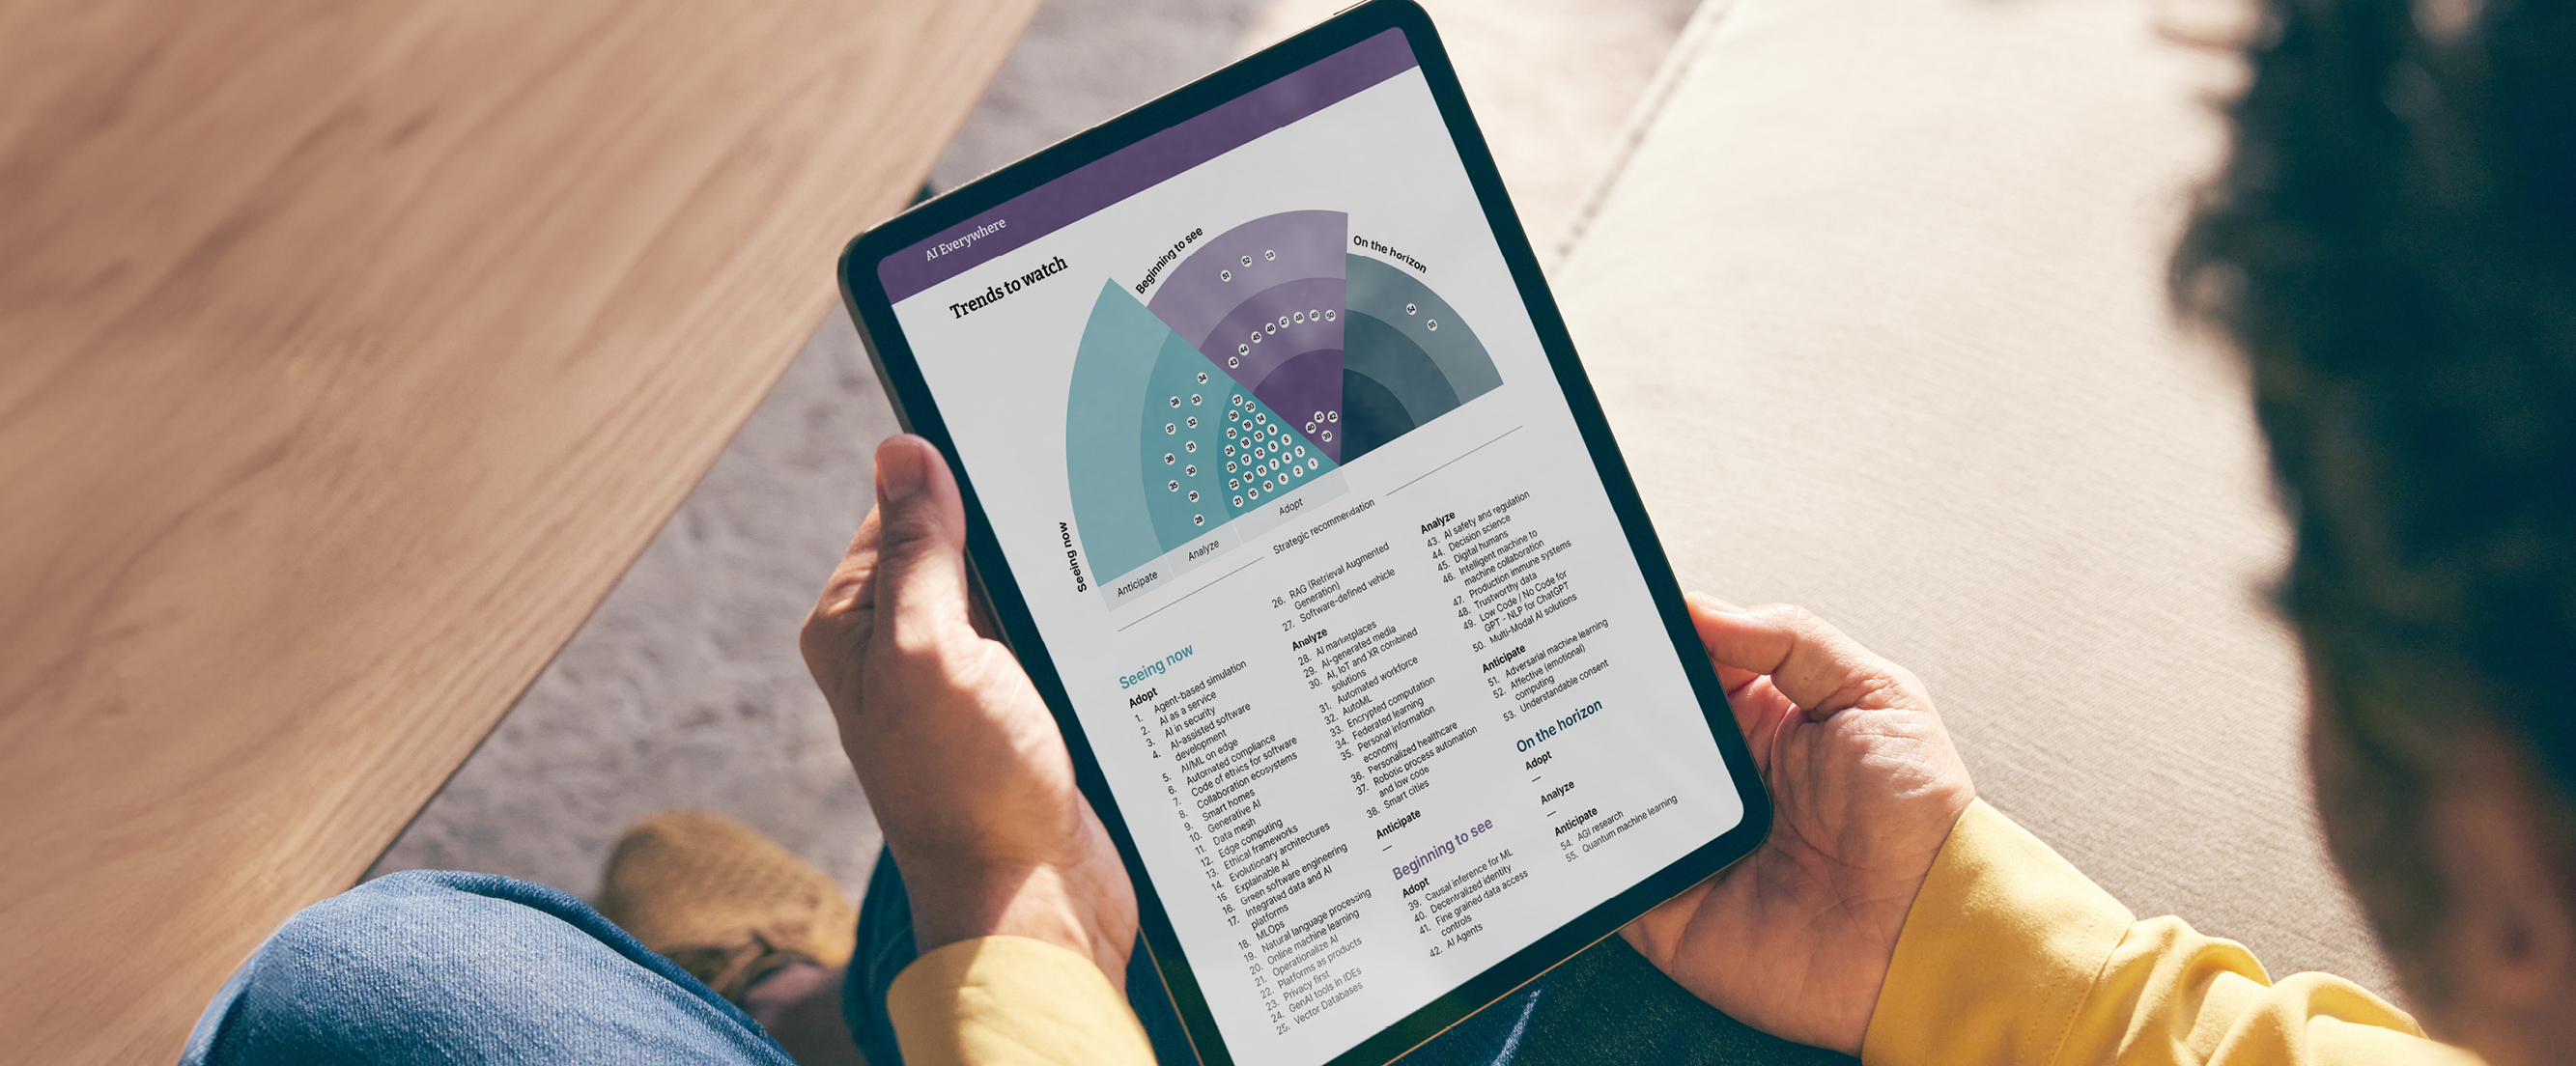 AI Everywhere
Trends to watch
Seeing now
Beginning to see
On the horizon
Anticipate
Analyze
Adopt
Strategic recommendation
Seeing now
Adopt
1. Agent-based simulation
2. AI as a service
3. AI in security
4. AI-assisted software
development
5. AI/ML on edge
6. Automated compliance
7. Code of ethics for software
8. Collaboration ecosystems
9. Smart homes
10. Generative AI
11. Data mesh
12. Edge computing
13. Ethical frameworks
14. Evolutionary architectures
15 Explainable AI
16. Green software engineering
17. Integrated data and AI
platforms
18. MLOps
19. Natural language processing
20. Online machine learning
21. Operationalize AI
22. Platforms as products
23. Privacy first
24. GenAI tools in IDEs
25. Vector Databases
26. RAG (Retrieval Augmented
Generation)
27. Software-defined vehicle
Analyze
28. AI marketplaces
29. AI-generated media
30. AI, IoT and XR combined
solutions
31. Automated workforce
32. AutoML
33. Encrypted computation
34. Federated learning
35. Personal information
economy
36. Personalized healthcare
37. Robotic process automation
and low code
38. Smart cities
Anticipate
—
Beginning to see
Adopt
39. Causal inference for ML
40. Decentralized identity
41. Fine grained data access
controls
42. AI Agents
Analyze
43. AI safety and regulation
44. Decision science
45. Digital humans
46. Intelligent machine to
machine collaboration
47. Production immune systems
48. Trustworthy data
49. Low Code / No Code for
GPT - NLP for ChatGPT
50. Multi-Modal AI solutions
Anticipate
51. Adversarial machine learning
52. Affective (emotional)
computing
53. Understandable consent
On the horizon
Adopt
—
Analyze
—
Anticipate
54. AGI research
55. Quantum machine learning